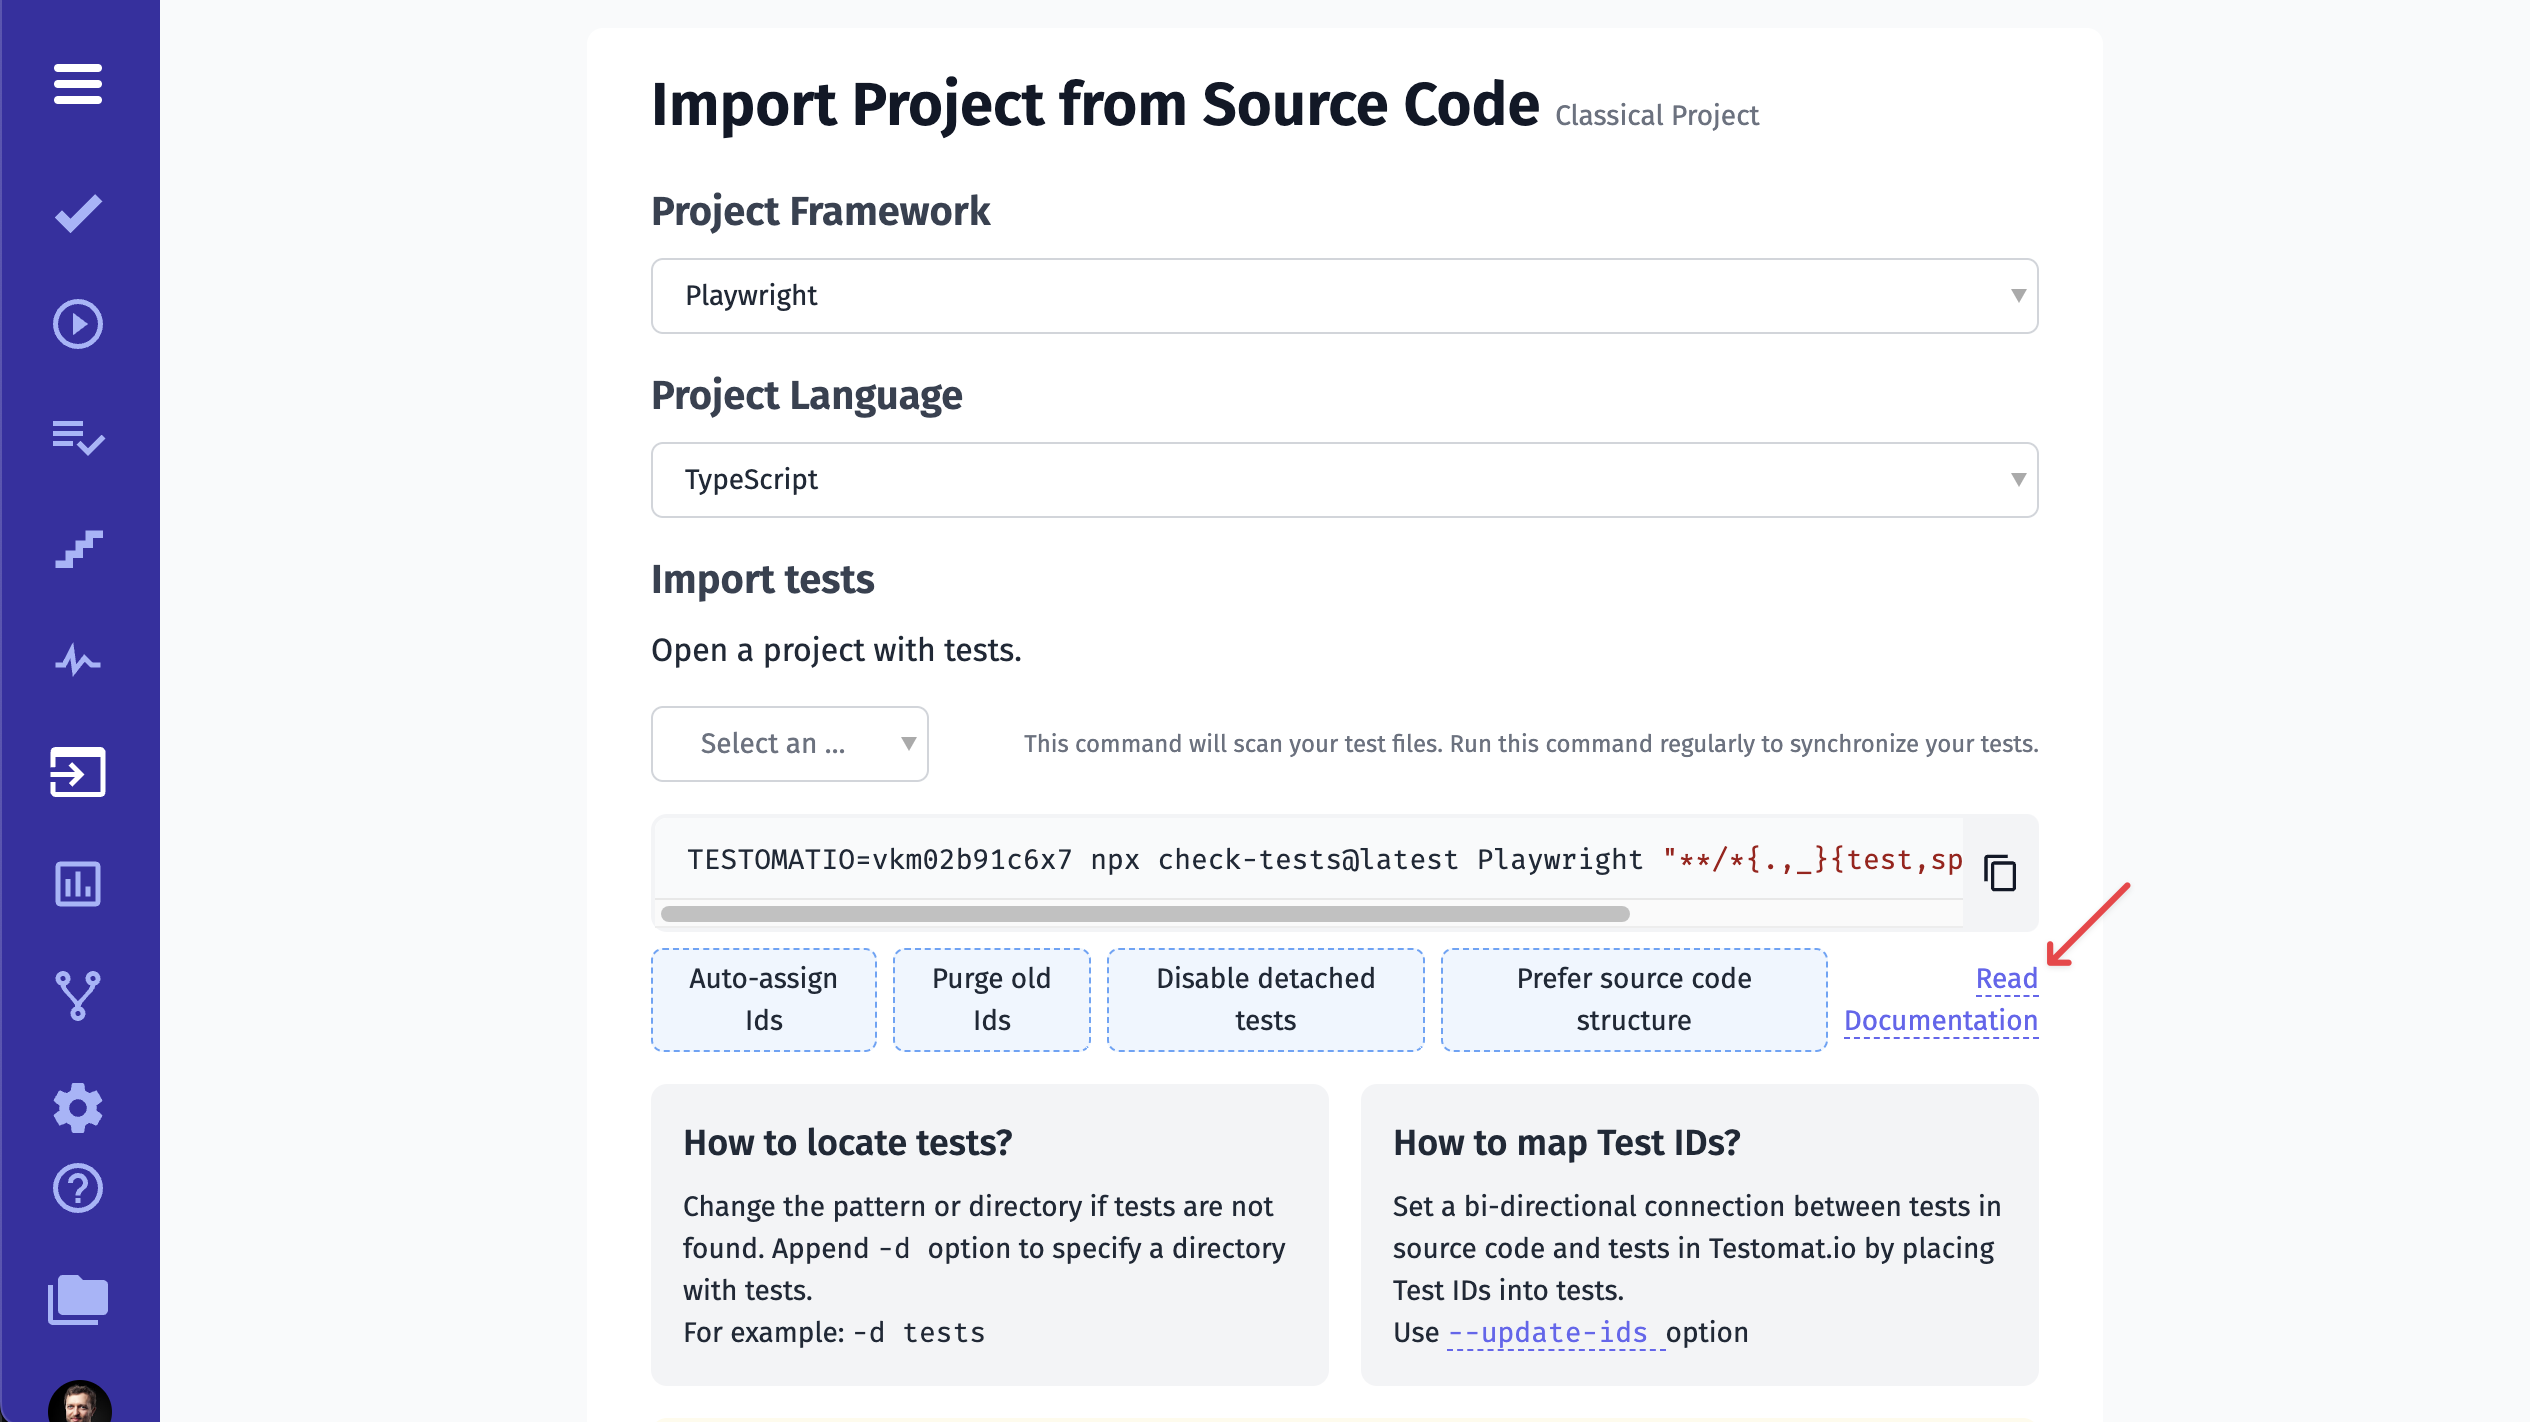 Import Project from Source Code Classical Project
Project Framework
Playwright
Project Language
TypeScript
Import tests
Open a project with tests.
Select an ...
This command will scan your test files. Run this command regularly to synchronize your tests.
TESTOMATIO=vkm02b91c6x7 npx check-tests@latest Playwright "**/*{.,_}{test,sp
Auto-assign
Ids
Purge old
Ids
Disable detached
tests
Prefer source code
structure
Read
Documentation
How to locate tests?
Change the pattern or directory if tests are not
found. Append -d option to specify a directory
with tests.
For example: -d tests
How to map Test IDs?
Set a bi-directional connection between tests in
source code and tests in Testomat.io by placing
Test IDs into tests.
Use --update-ids option